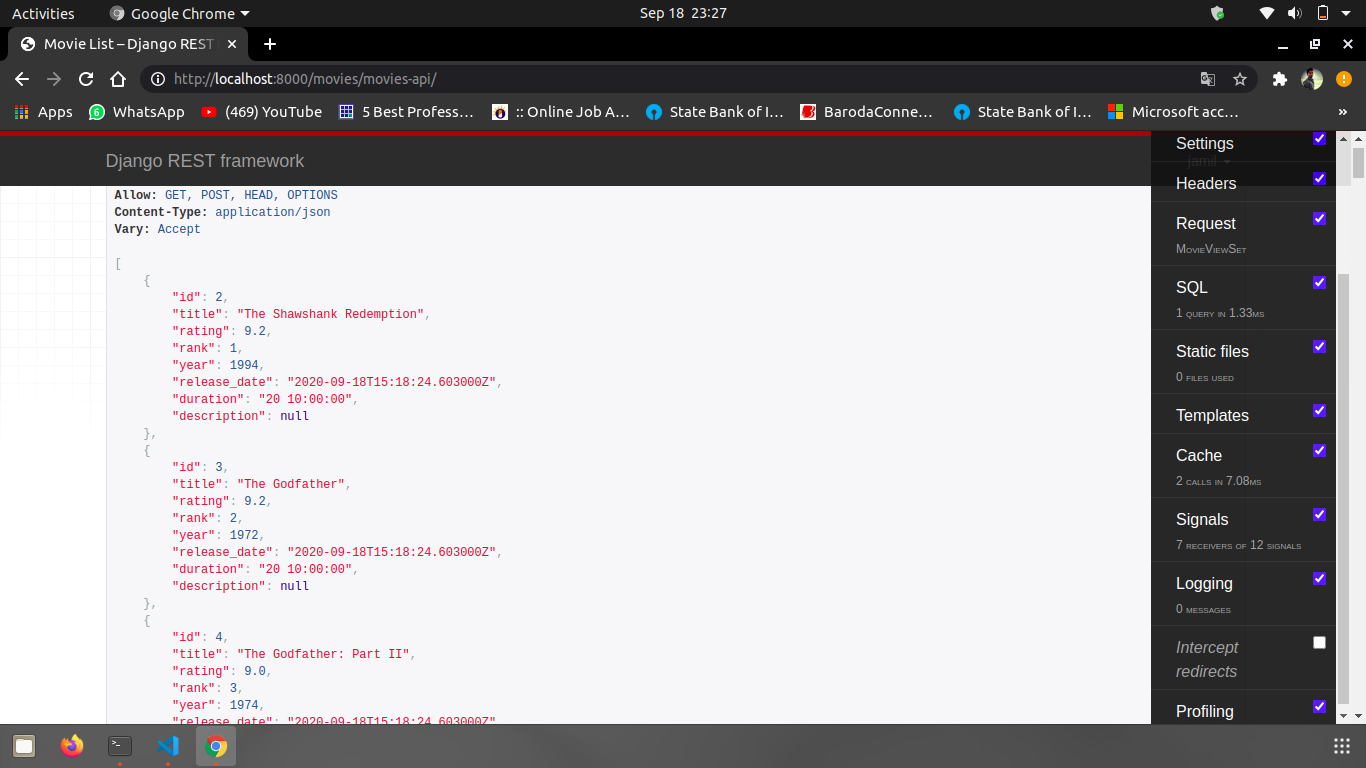 Activities
Google Chrome
Sep 18 23:27
Movie List – Django REST
http://localhost:8000/movies/movies-api/
Apps
6
WhatsApp
(469) YouTube
5 Best Profess…
:: Online Job A…
State Bank of I…
BarodaConne…
State Bank of I…
Microsoft acc…
»
Django REST framework
jamil
Allow: GET, POST, HEAD, OPTIONS
Content-Type: application/json
Vary: Accept
[
{
"id": 2,
"title": "The Shawshank Redemption",
"rating": 9.2,
"rank": 1,
"year": 1994,
"release_date": "2020-09-18T15:18:24.603000Z",
"duration": "20 10:00:00",
"description": null
},
{
"id": 3,
"title": "The Godfather",
"rating": 9.2,
"rank": 2,
"year": 1972,
"release_date": "2020-09-18T15:18:24.603000Z",
"duration": "20 10:00:00",
"description": null
},
{
"id": 4,
"title": "The Godfather: Part II",
"rating": 9.0,
"rank": 3,
"year": 1974,
"release_date": "2020-09-18T15:18:24.603000Z"
Settings
Headers
Request
MovieViewSet
SQL
1 query in 1.33ms
Static files
0 files used
Templates
Cache
2 calls in 7.08ms
Signals
7 receivers of 12 signals
Logging
0 messages
Intercept
redirects
Profiling